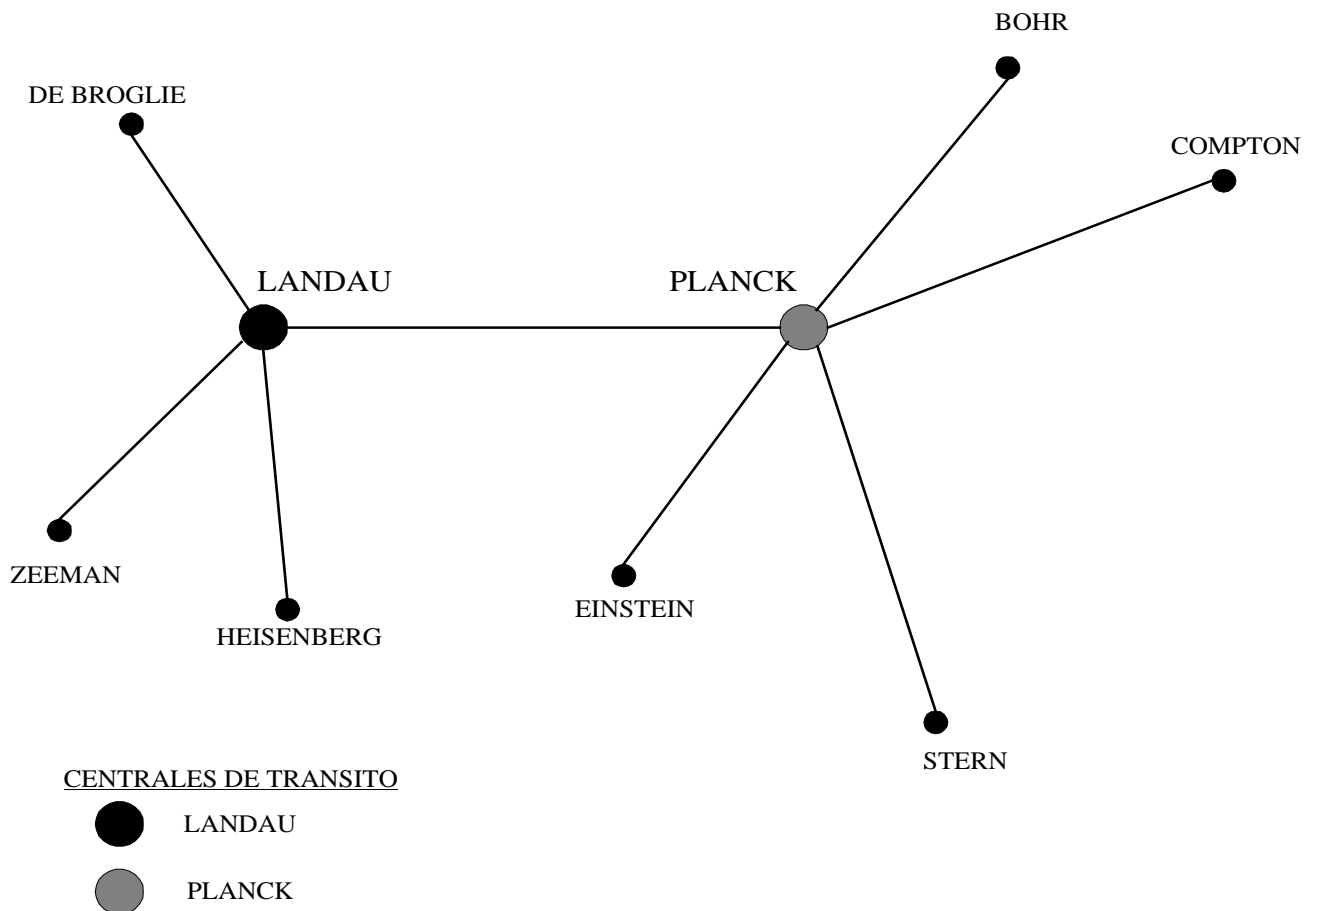 BOHR
DE BROGLIE
COMPTON
LANDAU
PLANCK
ZEEMAN
EINSTEIN
HEISENBERG
STERN
CENTRALES DE TRANSITO
LANDAU
PLANCK